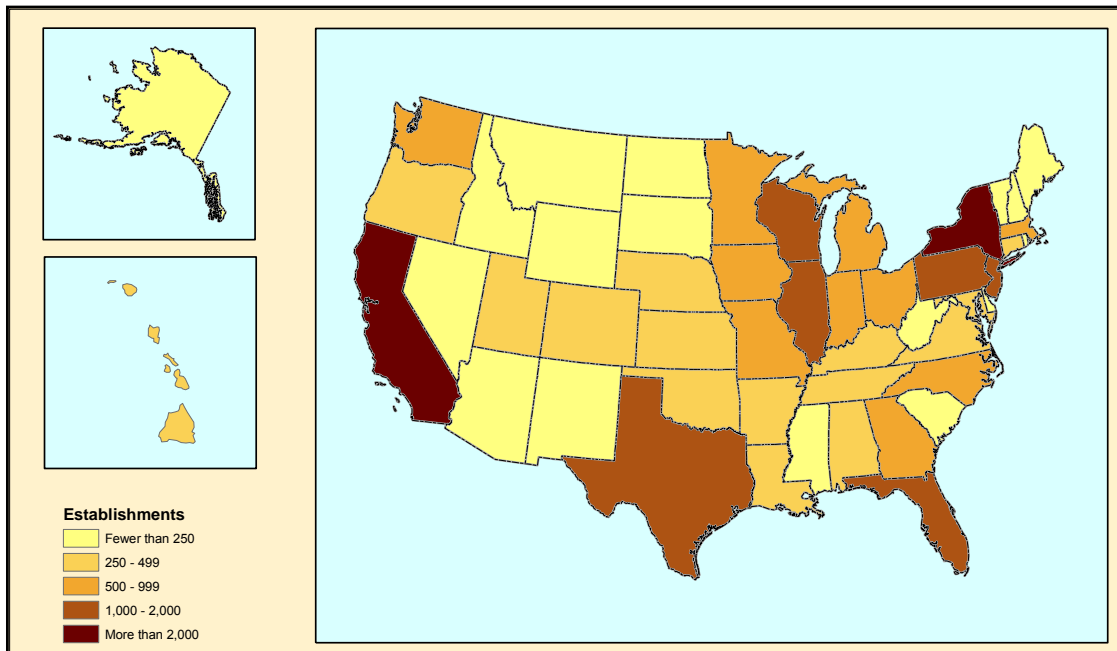 Establishments
Fewer than 250
250 - 499
500 - 999
1,000 - 2,000
More than 2,000